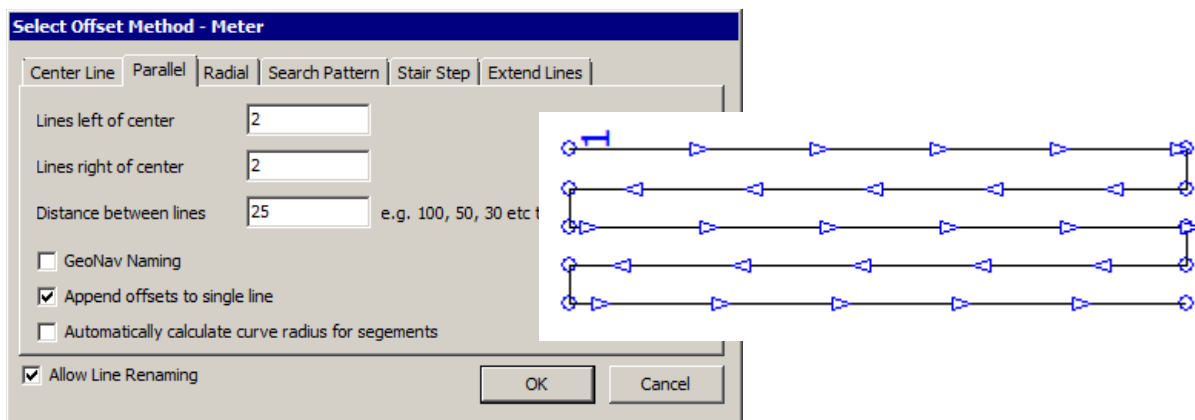 Select Offset Method - Meter
Center Line Parallel Radial Search Pattern Stair Step Extend Lines
Lines left of center 2
Lines right of center 2
Distance between lines 25 e.g. 100, 50, 30 etc t
GeoNav Naming
Append offsets to single line
Automatically calculate curve radius for segements
Allow Line Renaming
OK Cancel
1